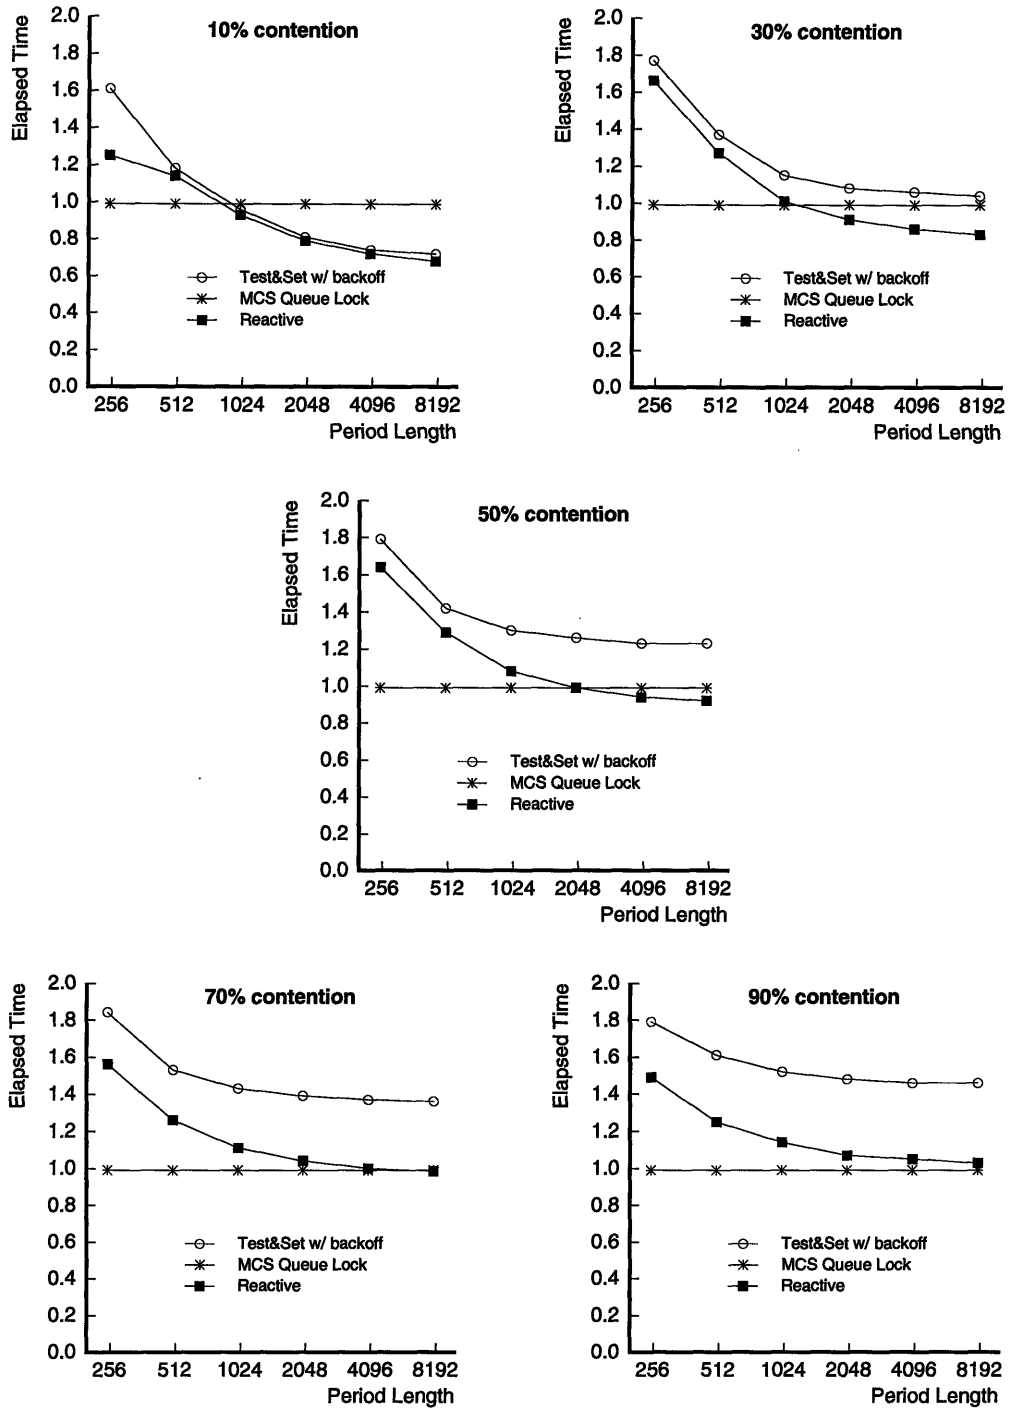 10% contention
Elapsed Time
2.0
1.8
1.6
1.4
1.2
1.0
0.8
0.6
0.4
0.2
0.0
Test&Set w/ backoff
MCS Queue Lock
Reactive
256 512 1024 2048 4096 8192
Period Length
30% contention
Elapsed Time
2.0
1.8
1.6
1.4
1.2
1.0
0.8
0.6
0.4
0.2
0.0
Test&Set w/ backoff
MCS Queue Lock
Reactive
256 512 1024 2048 4096 8192
Period Length
50% contention
Elapsed Time
2.0
1.8
1.6
1.4
1.2
1.0
0.8
0.6
0.4
0.2
0.0
Test&Set w/ backoff
MCS Queue Lock
Reactive
256 512 1024 2048 4096 8192
Period Length
70% contention
Elapsed Time
2.0
1.8
1.6
1.4
1.2
1.0
0.8
0.6
0.4
0.2
0.0
Test&Set w/ backoff
MCS Queue Lock
Reactive
256 512 1024 2048 4096 8192
Period Length
90% contention
Elapsed Time
2.0
1.8
1.6
1.4
1.2
1.0
0.8
0.6
0.4
0.2
0.0
Test&Set w/ backoff
MCS Queue Lock
Reactive
256 512 1024 2048 4096 8192
Period Length